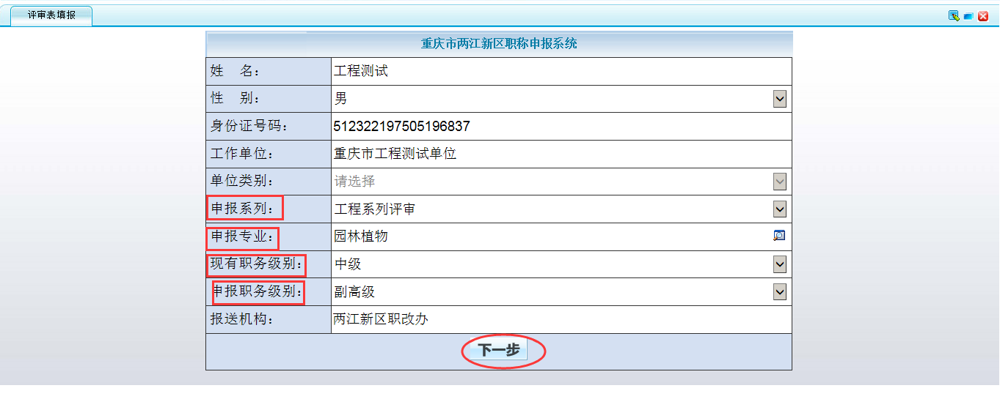 评审表填报
重庆市两江新区职称申报系统
姓 名： 工程测试
性 别： 男
身份证号码： 512322197505196837
工作单位： 重庆市工程测试单位
单位类别： 请选择
申报系列： 工程系列评审
申报专业： 园林植物
现有职务级别： 中级
申报职务级别： 副高级
报送机构： 两江新区职改办
下一步